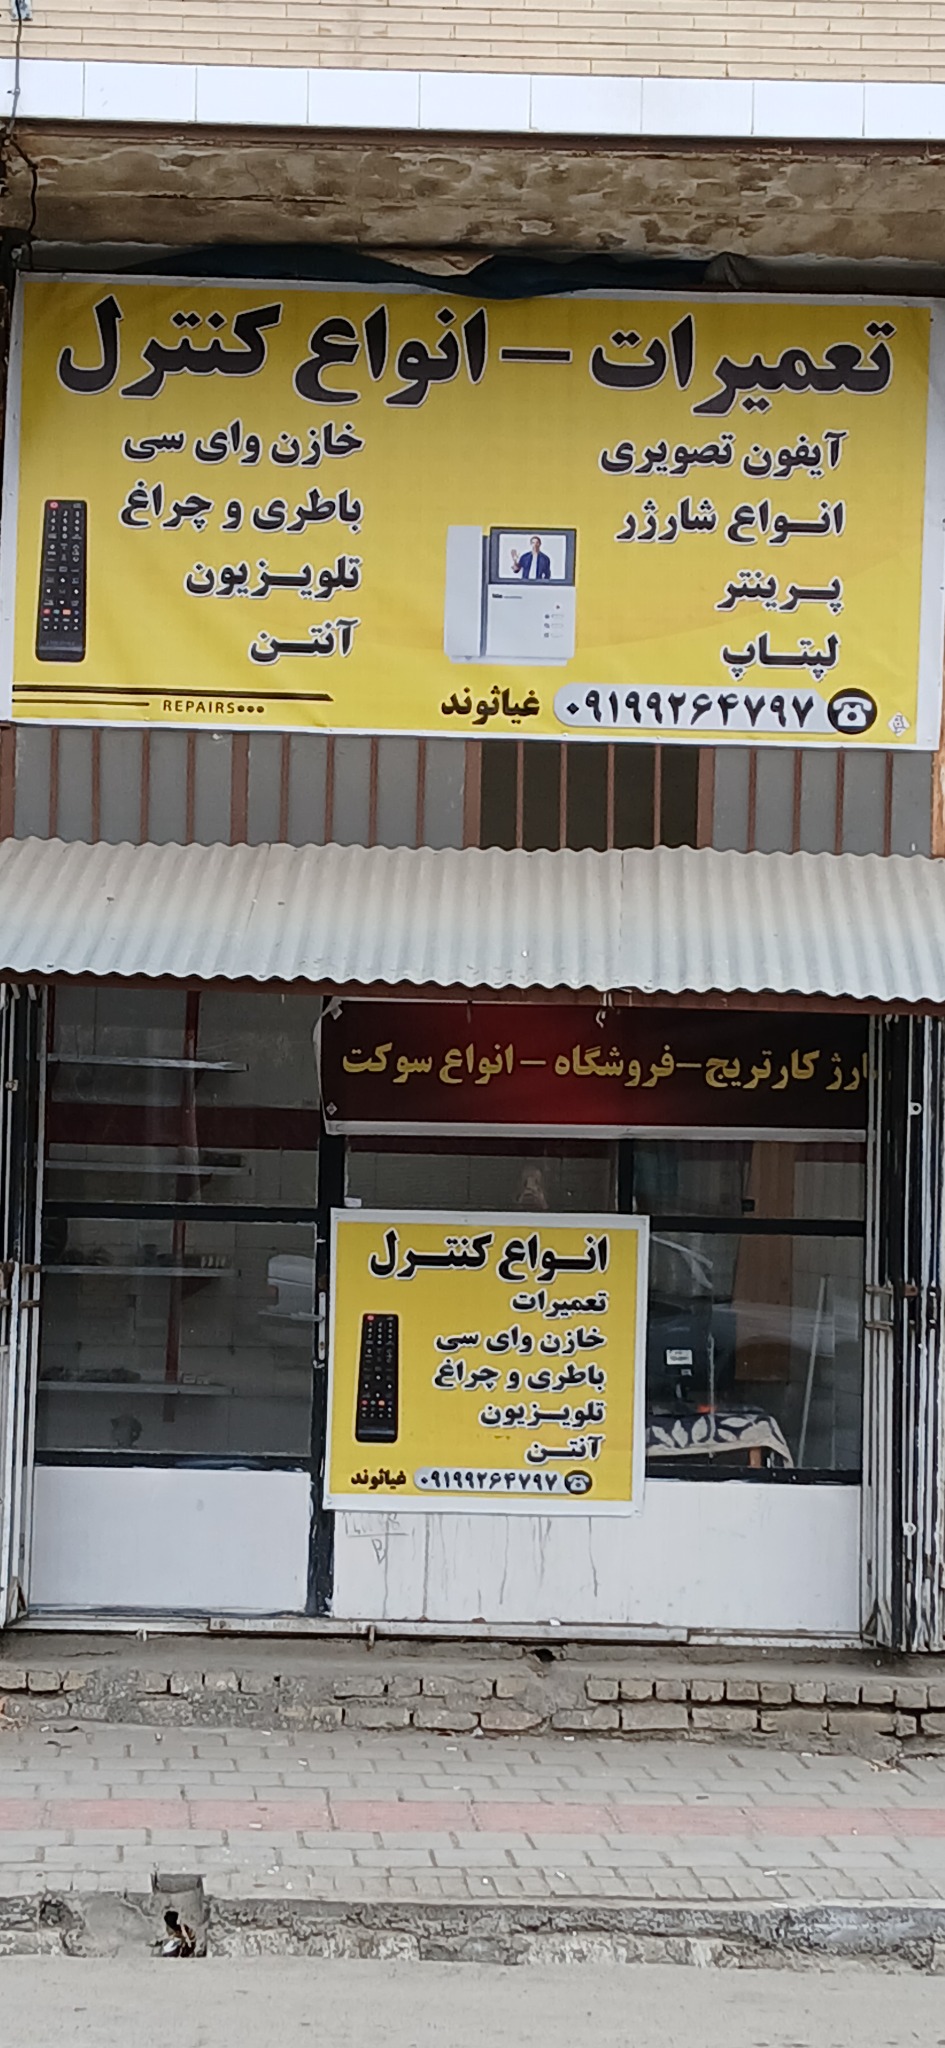 تعمیرات - انواع کنترل
آیفون تصویری
انواع شارژر
پرینتر
لپتاپ
خازن وای سی
باطری و چراغ
تلویزیون
آنتن
۰۹۱۹۹۲۶۴۷۹۷ غیاثوند
REPAIRS
کارتریج - فروشگاه - انواع سوکت
انواع کنترل
تعمیرات
خازن وای سی
باطری و چراغ
تلویزیون
آنتن
۰۹۱۹۹۲۶۴۷۹۷ غیاثوند